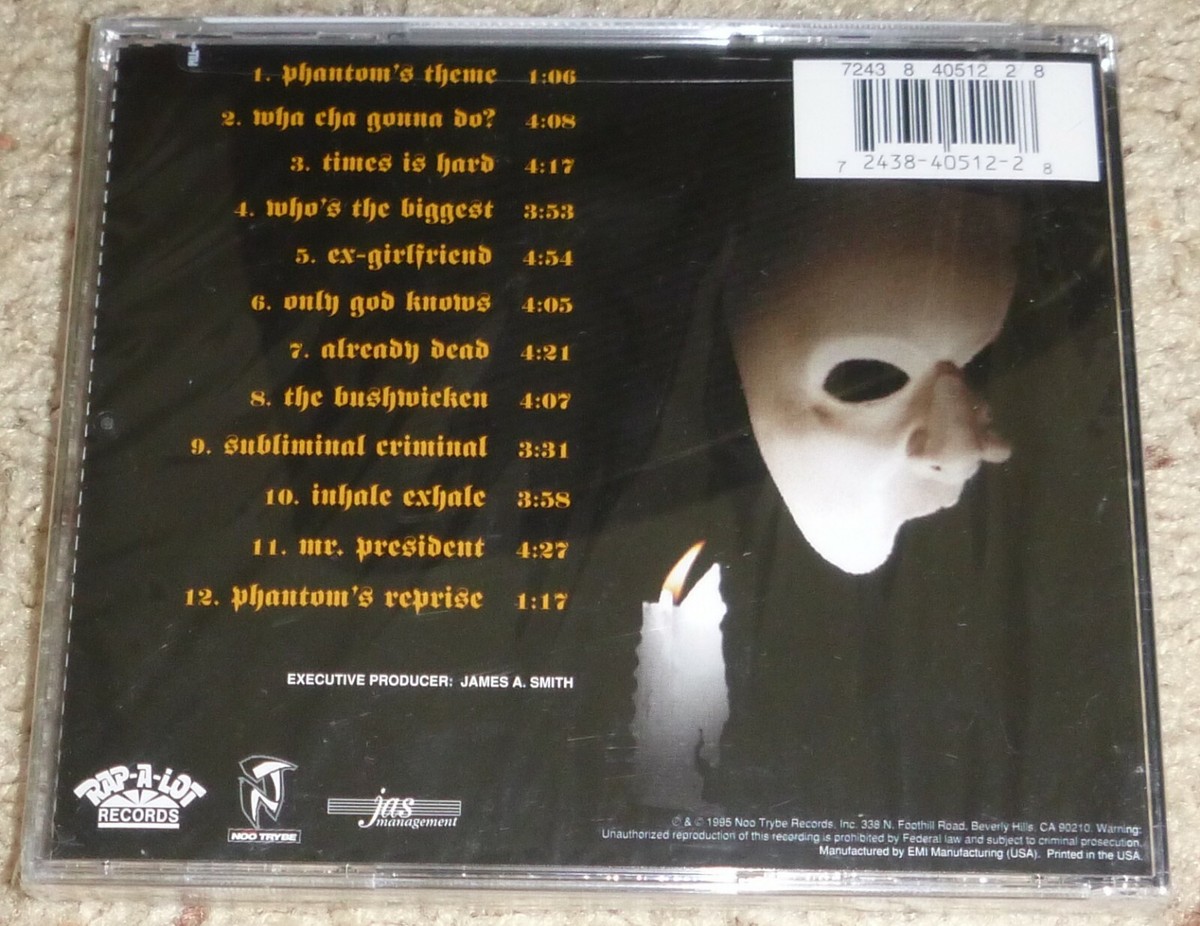 1. phantom's theme 1:06
2. wha cha gonna do? 4:08
3. times is hard 4:17
4. who's the biggest 3:53
5. ex-girlfriend 4:54
6. only god knows 4:05
7. already dead 4:21
8. the bushwicken 4:07
9. subliminal criminal 3:31
10. inhale exhale 3:58
11. mr. president 4:27
12. phantom's reprise 1:17
7243 8 40512 2 8
7 2438-40512-2 8
EXECUTIVE PRODUCER: JAMES A. SMITH
RAP-A-LOT
RECORDS
NT
NOO TRYBE
jas
management
℗ & © 1995 Noo Trybe Records, Inc. 338 N. Foothill Road, Beverly Hills, CA 90210. Warning:
Unauthorized reproduction of this recording is prohibited by Federal law and subject to criminal prosecution.
Manufactured by EMI Manufacturing (USA). Printed in the USA.